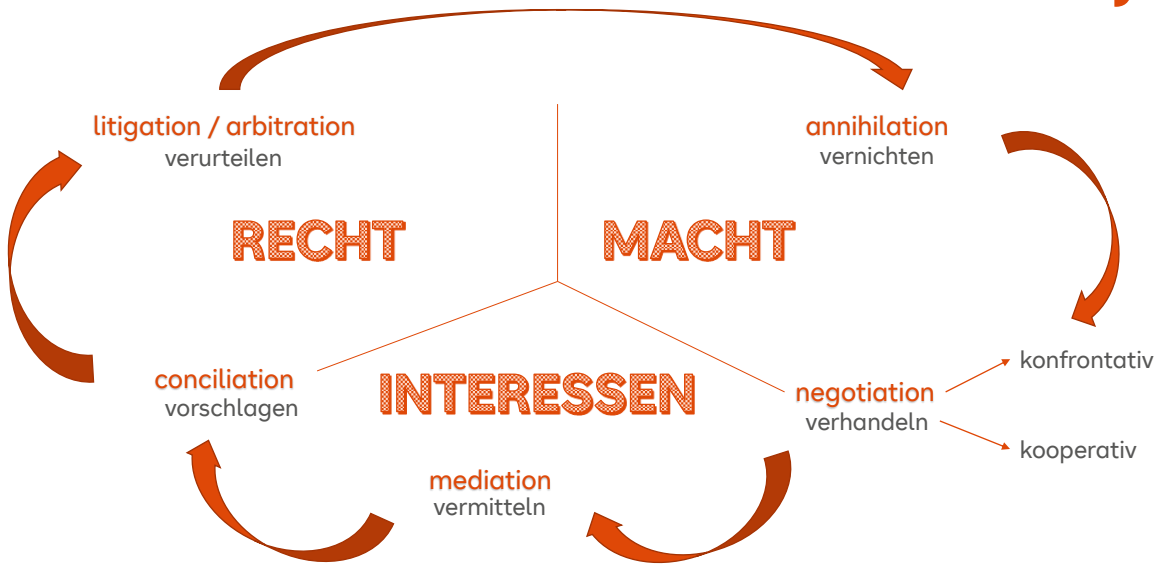 litigation / arbitration
verurteilen
annihilation
vernichten
RECHT
MACHT
konfrontativ
conciliation
vorschlagen
INTERESSEN
negotiation
verhandeln
kooperativ
mediation
vermitteln